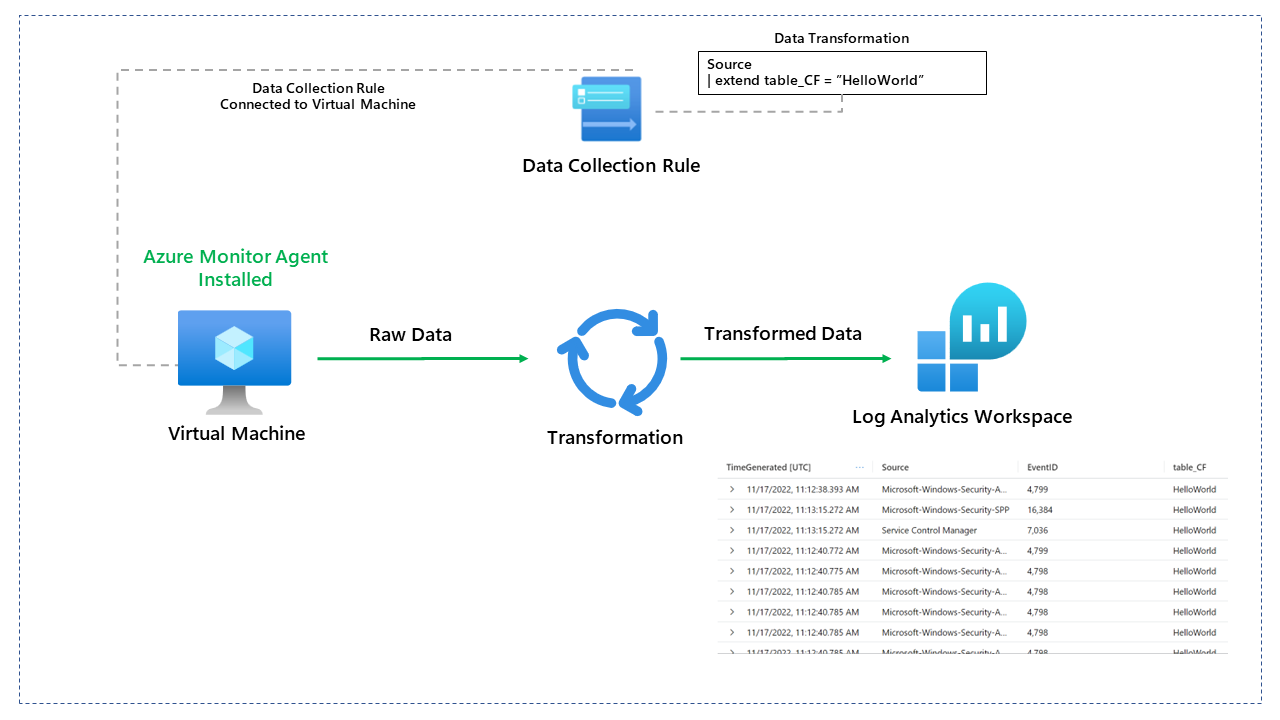 Data Transformation
Source
| extend table_CF = ”HelloWorld”
Data Collection Rule
Connected to Virtual Machine
Data Collection Rule
Azure Monitor Agent
Installed
Raw Data
Transformed Data
Virtual Machine
Transformation
Log Analytics Workspace
TimeGenerated [UTC] ··· Source EventID table_CF
11/17/2022, 11:12:38.393 AM Microsoft-Windows-Security-A... 4,799 HelloWorld
11/17/2022, 11:13:15.272 AM Microsoft-Windows-Security-SPP 16,384 HelloWorld
11/17/2022, 11:13:15.272 AM Service Control Manager 7,036 HelloWorld
11/17/2022, 11:12:40.772 AM Microsoft-Windows-Security-A... 4,799 HelloWorld
11/17/2022, 11:12:40.775 AM Microsoft-Windows-Security-A... 4,798 HelloWorld
11/17/2022, 11:12:40.785 AM Microsoft-Windows-Security-A... 4,798 HelloWorld
11/17/2022, 11:12:40.785 AM Microsoft-Windows-Security-A... 4,798 HelloWorld
11/17/2022, 11:12:40.785 AM Microsoft-Windows-Security-A... 4,798 HelloWorld
11/17/2022, 11:12:40.785 AM Microsoft-Windows-Security-A... 4,798 HelloWorld